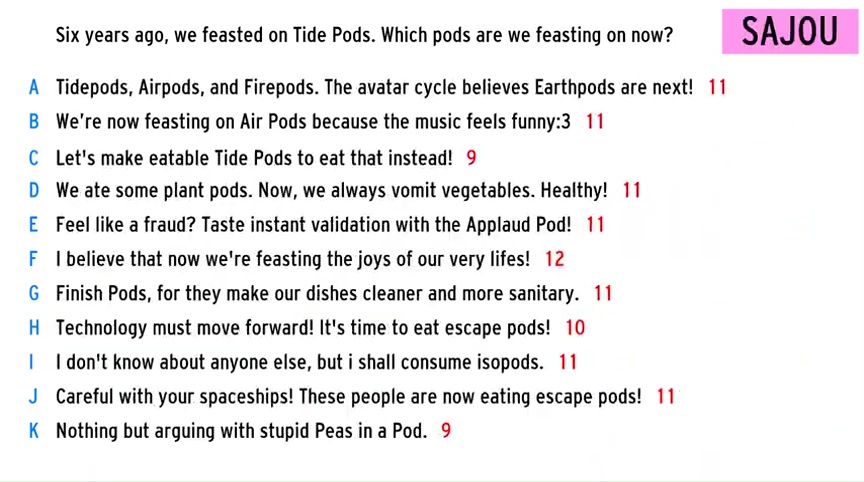 Six years ago, we feasted on Tide Pods. Which pods are we feasting on now?
SAJOU
A Tidepods, Airpods, and Firepods. The avatar cycle believes Earthpods are next! 11
B We're now feasting on Air Pods because the music feels funny:3 11
C Let's make eatable Tide Pods to eat that instead! 9
D We ate some plant pods. Now, we always vomit vegetables. Healthy! 11
E Feel like a fraud? Taste instant validation with the Applaud Pod! 11
F I believe that now we're feasting the joys of our very lifes! 12
G Finish Pods, for they make our dishes cleaner and more sanitary. 11
H Technology must move forward! It's time to eat escape pods! 10
I I don't know about anyone else, but i shall consume isopods. 11
J Careful with your spaceships! These people are now eating escape pods! 11
K Nothing but arguing with stupid Peas in a Pod. 9